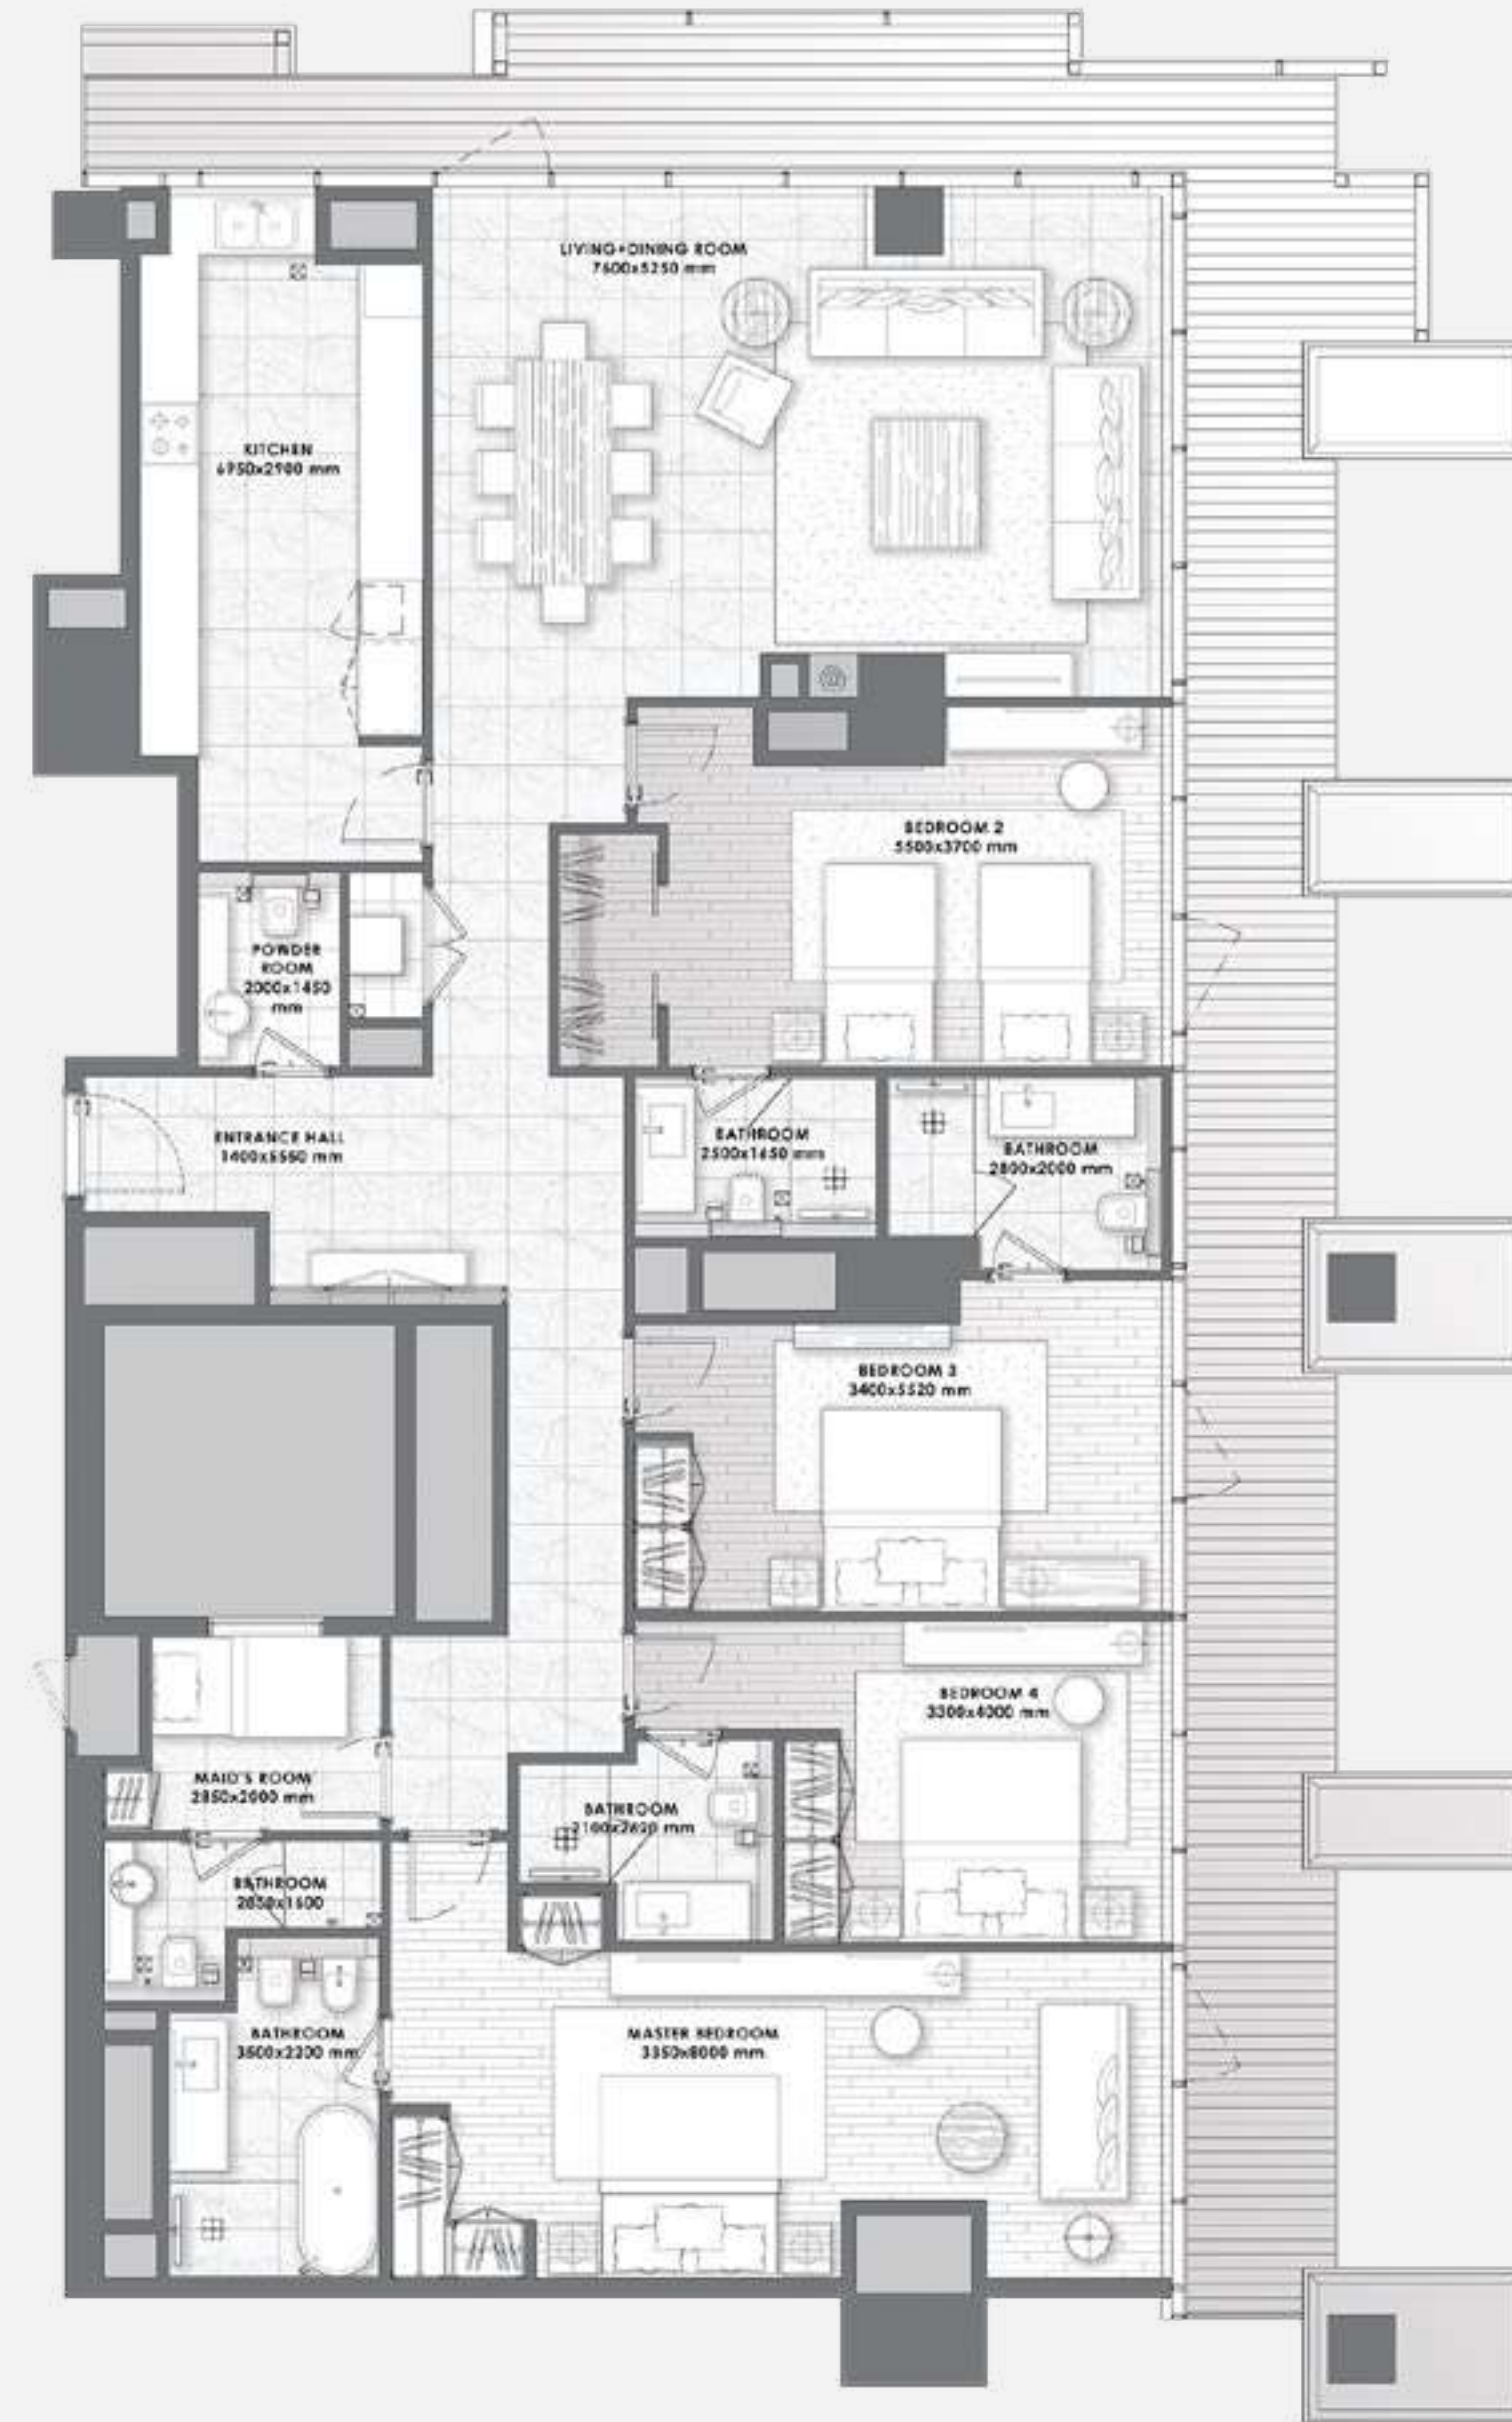 LIVING+DINING ROOM
7600x5250 mm
KITCHEN
6950x2900 mm
BEDROOM 2
5500x3700 mm
POWDER
ROOM
2000x1450
mm
ENTRANCE HALL
3400x5550 mm
BATHROOM
2500x1650 mm
BATHROOM
2800x2000 mm
BEDROOM 3
3400x5520 mm
BEDROOM 4
3300x4000 mm
MAID'S ROOM
2850x2000 mm
BATHROOM
2100x2620 mm
BATHROOM
2850x1600
BATHROOM
3500x2200 mm
MASTER BEDROOM
3350x8000 mm